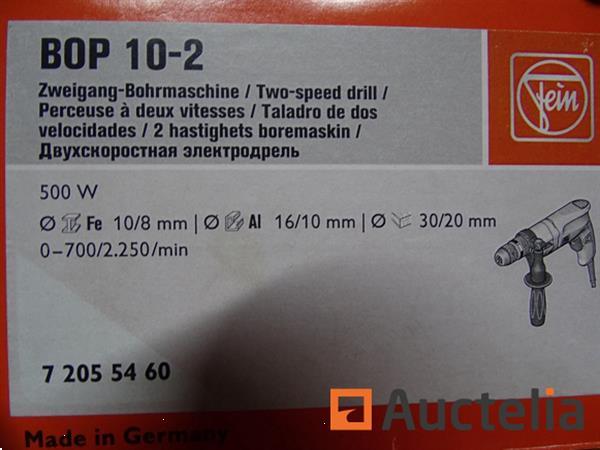 BOP 10-2
Zweigang-Bohrmaschine / Two-speed drill /
Perceuse à deux vitesses / Taladro de dos
velocidades / 2 hastighets boremaskin /
Двухскоростная электродрель
Fein
500 W
Ø Fe 10/8 mm | Ø Al 16/10 mm | Ø 30/20 mm
0–700/2.250/min
7 205 54 60
Made in Germany
Auctelia